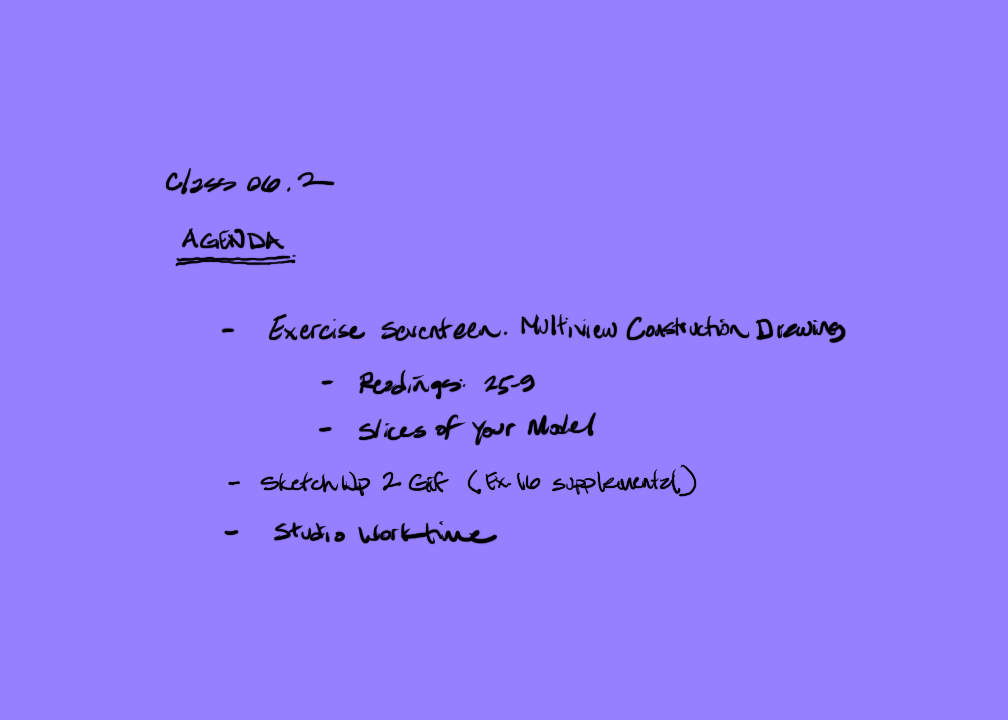 Class 06.2
AGENDA
- Exercise Seventeen. Multiview Construction Drawing
- Readings: 25-9
- Slices of Your Model
- SketchUp 2 Gif (Ex. 16 supplemental)
- Studio Worktime